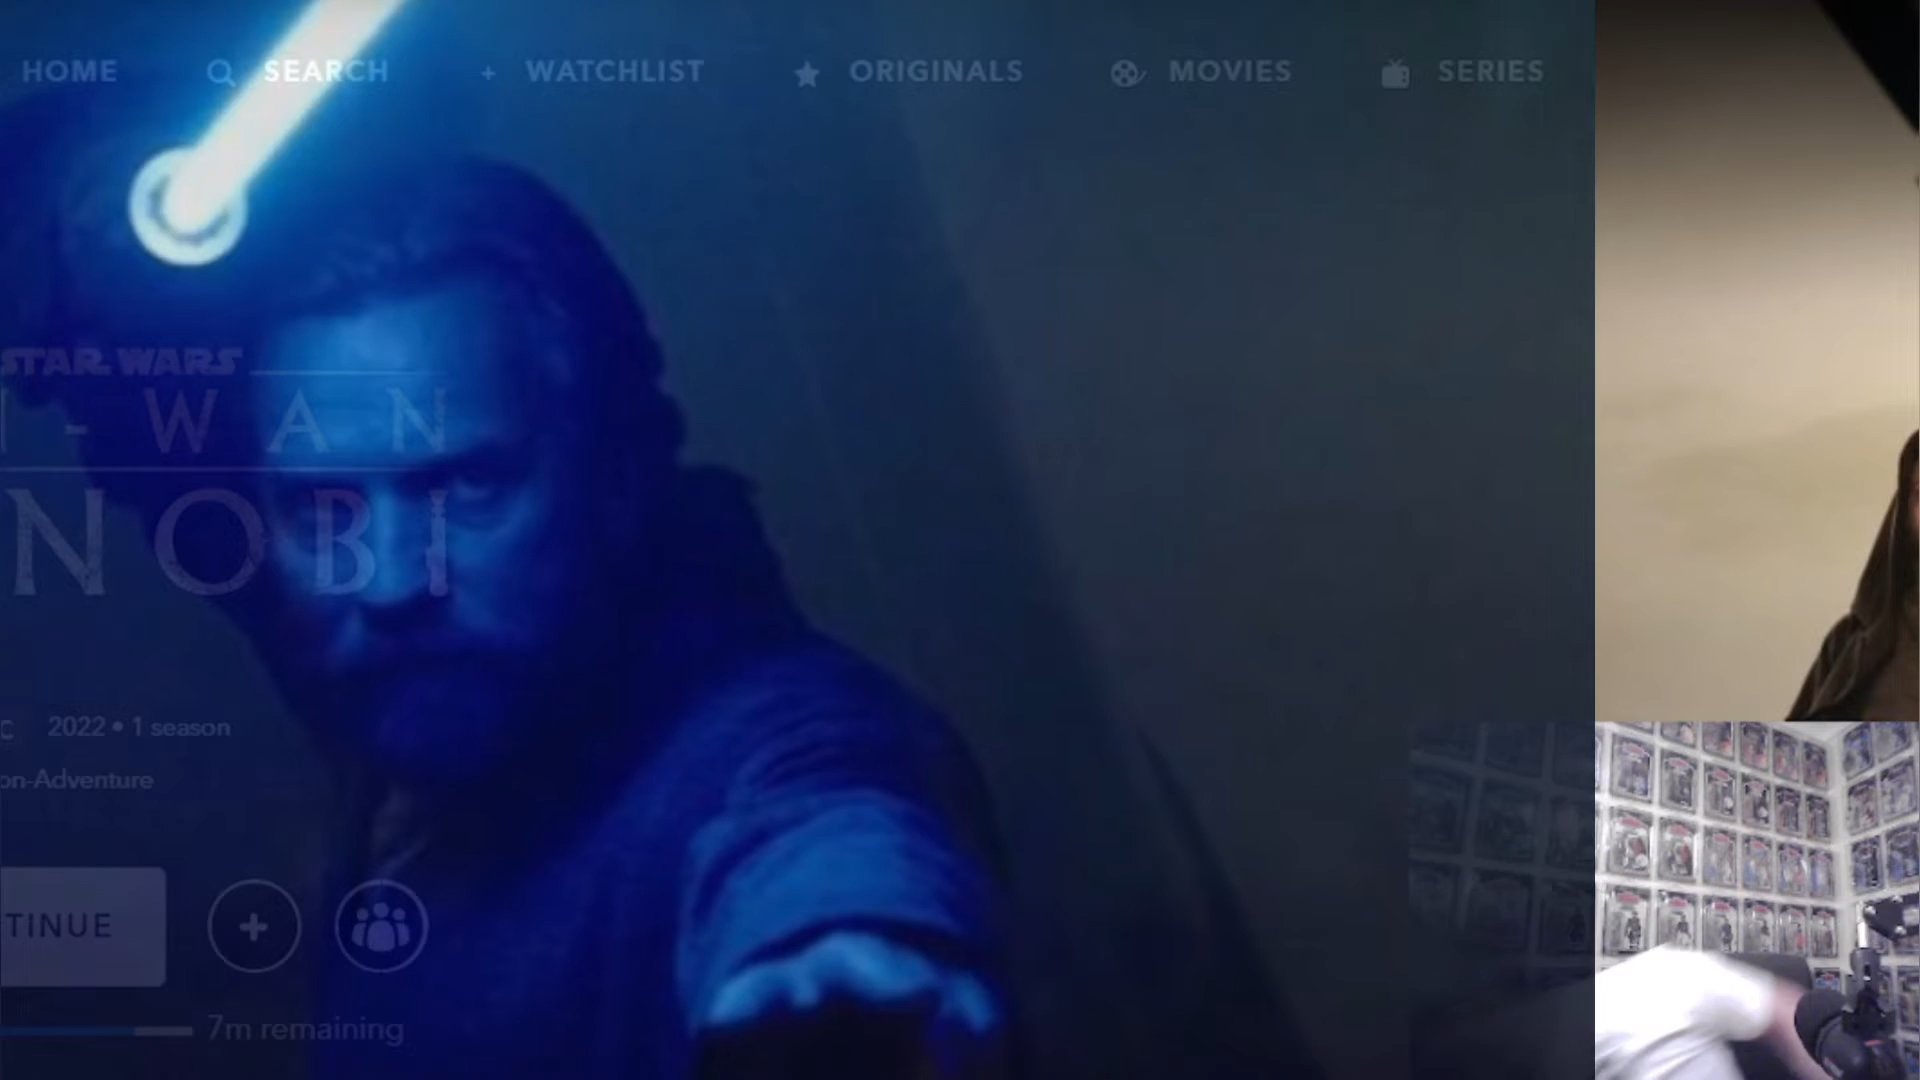 HOME SEARCH + WATCHLIST ORIGINALS MOVIES SERIES
STAR WARS
I-WAN
NOBI
C 2022 • 1 season
on-Adventure
TINUE +
7m remaining